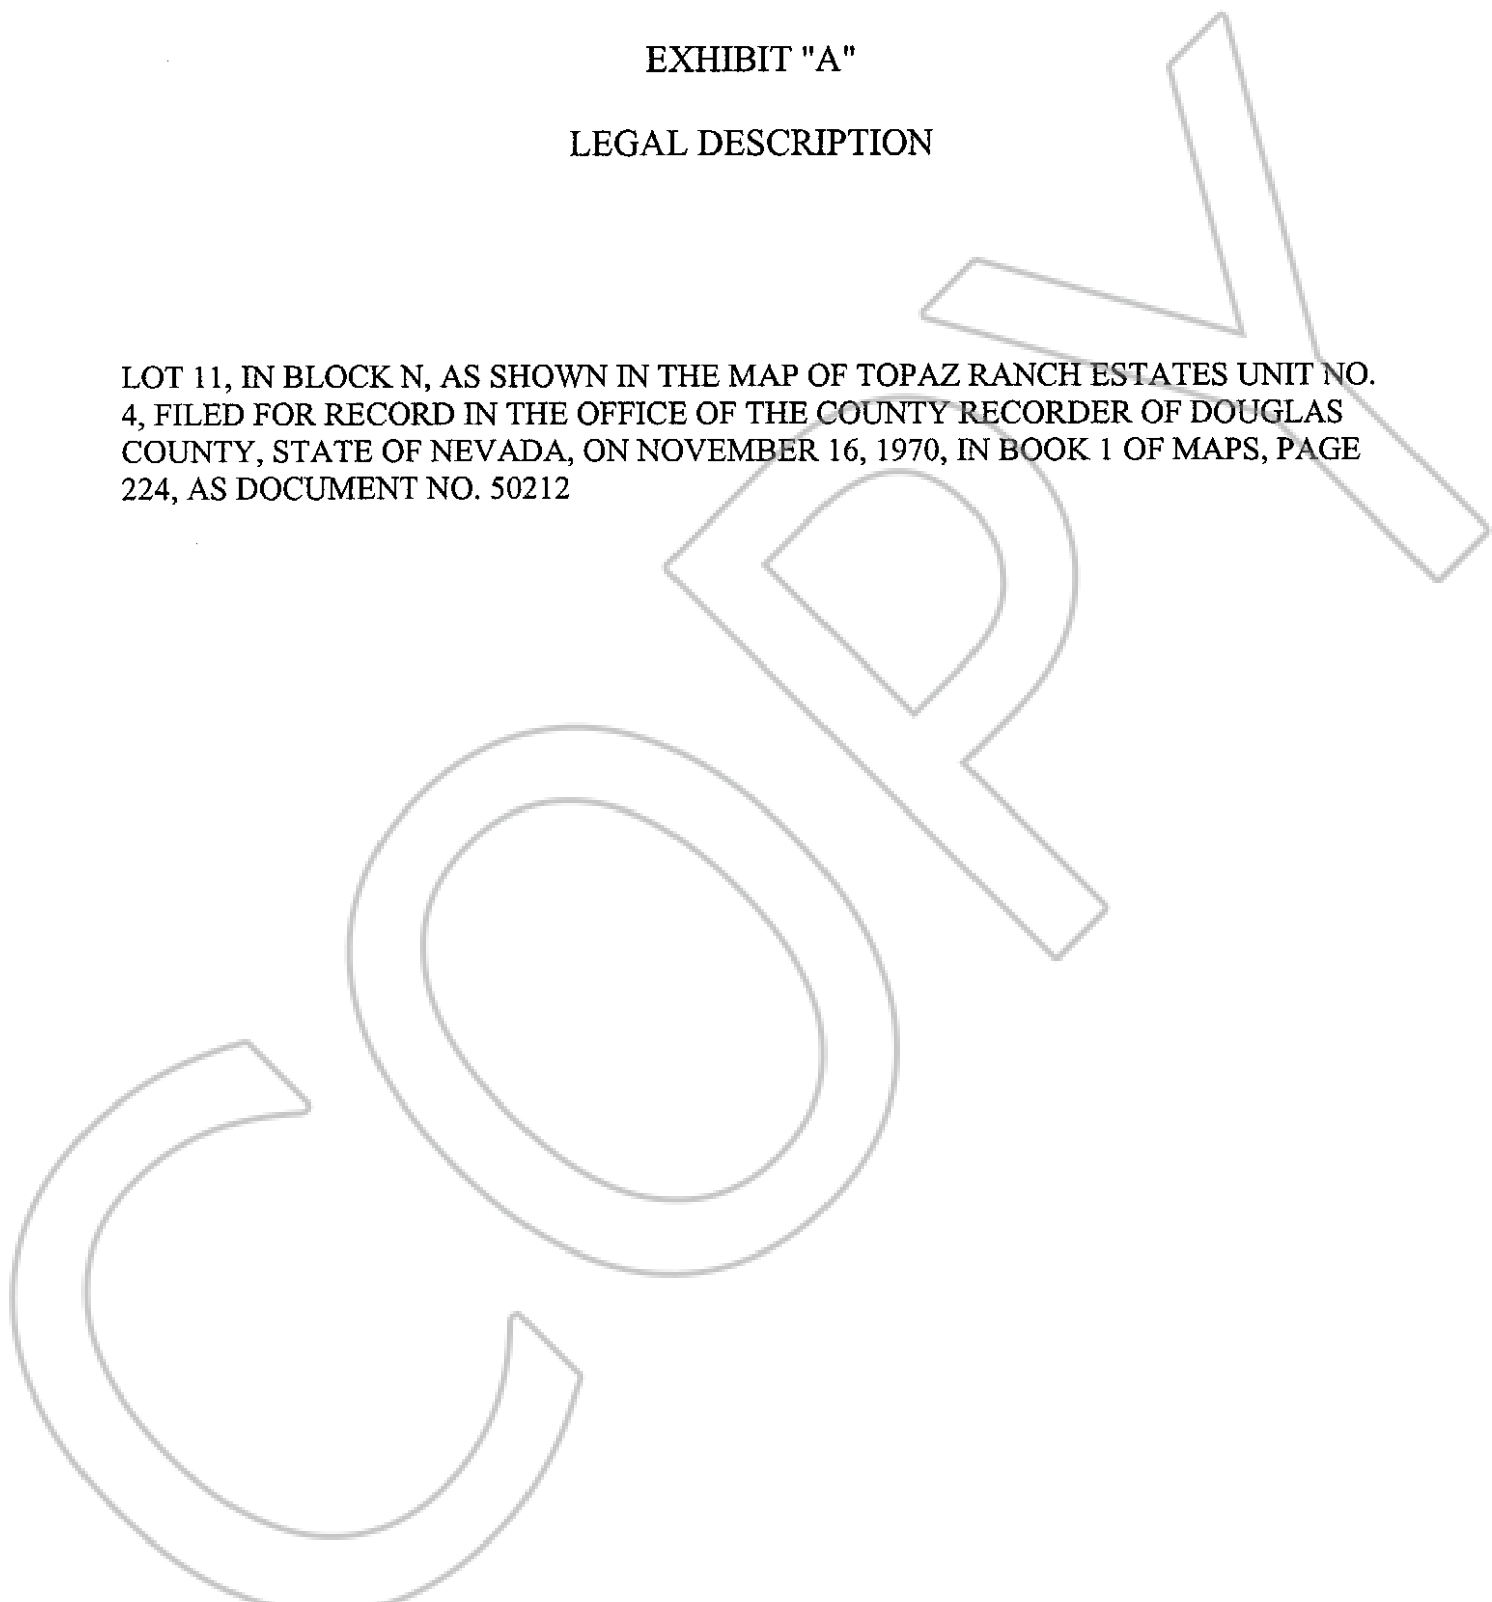 EXHIBIT "A"
LEGAL DESCRIPTION
LOT 11, IN BLOCK N, AS SHOWN IN THE MAP OF TOPAZ RANCH ESTATES UNIT NO.
4, FILED FOR RECORD IN THE OFFICE OF THE COUNTY RECORDER OF DOUGLAS
COUNTY, STATE OF NEVADA, ON NOVEMBER 16, 1970, IN BOOK 1 OF MAPS, PAGE
224, AS DOCUMENT NO. 50212
COPY